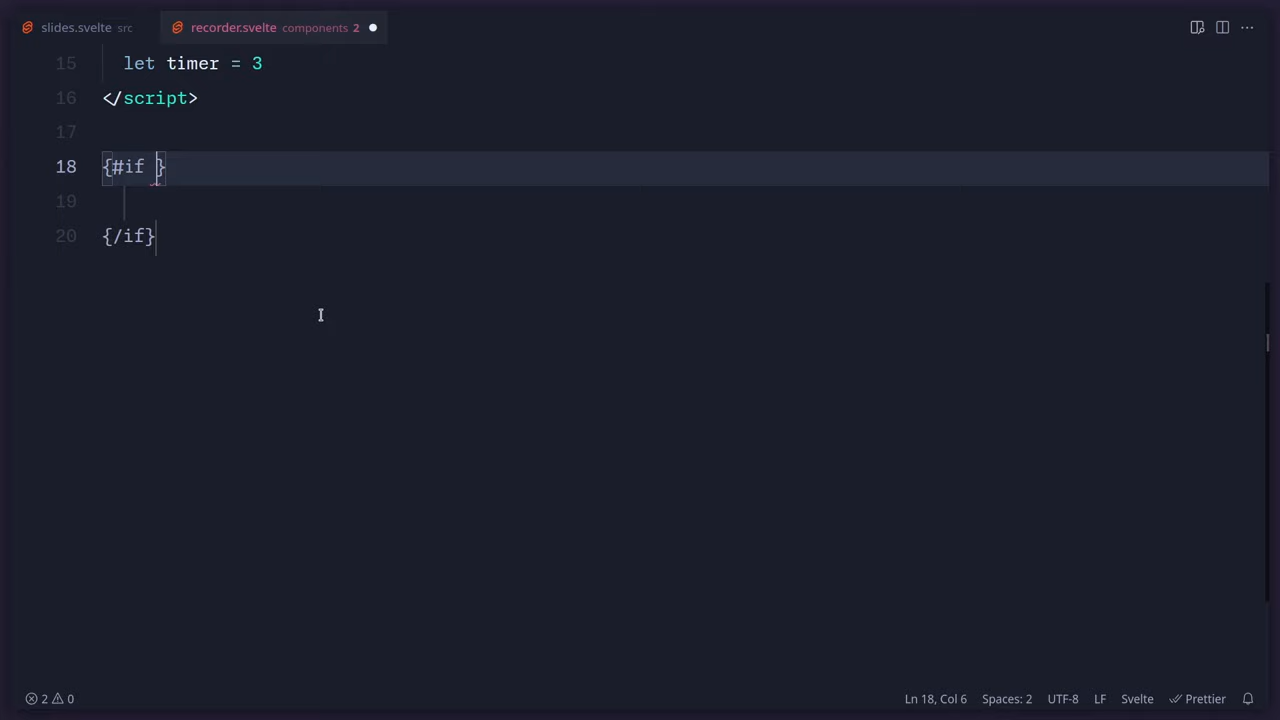 slides.svelte src recorder.svelte components 2
15 let timer = 3
16 </script>
17
18 {#if }
19
20 {/if}
2 0 Ln 18, Col 6 Spaces: 2 UTF-8 LF Svelte Prettier